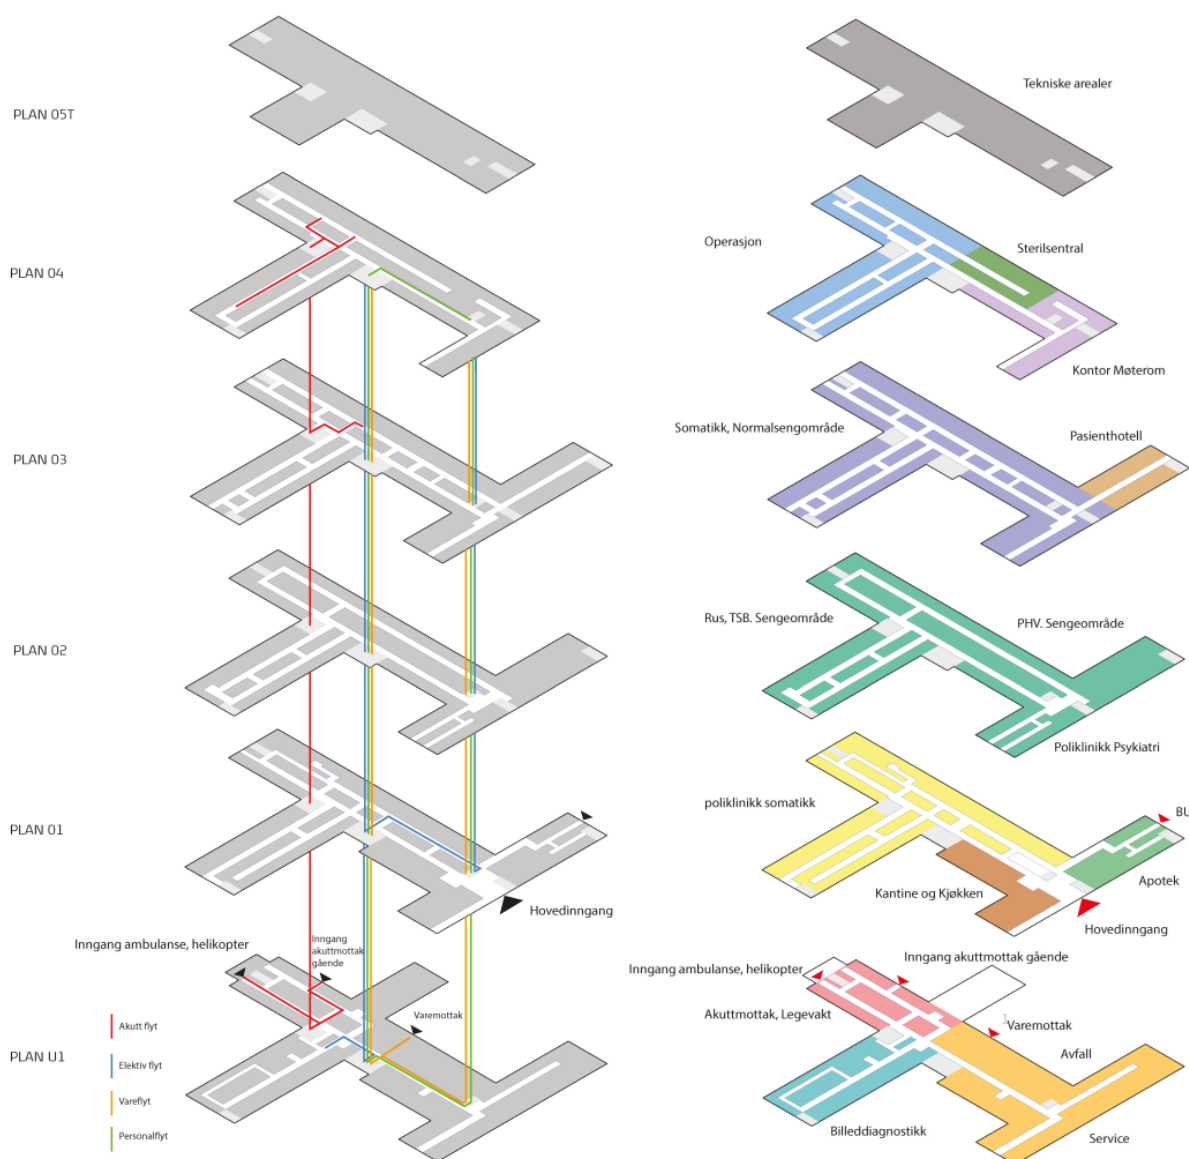 PLAN 05T
Tekniske arealer
PLAN 04
Operasjon
Sterilsentral
Kontor Møterom
PLAN 03
Somatikk, Normalsengområde
Pasienthotell
PLAN 02
Rus, TSB. Sengeområde
PHV. Sengeområde
Poliklinikk Psykiatri
PLAN 01
Hovedinngang
poliklinikk somatikk
BU
Apotek
Kantine og Kjøkken
Hovedinngang
Inngang ambulanse, helikopter
Inngang
akuttmottak
gående
Varemottak
PLAN U1
Akutt flyt
Elektiv flyt
Vareflyt
Personalflyt
Inngang akuttmottak gående
Inngang ambulanse, helikopter
Akuttmottak, Legevakt
1
Varemottak
Avfall
Billeddiagnostikk
Service